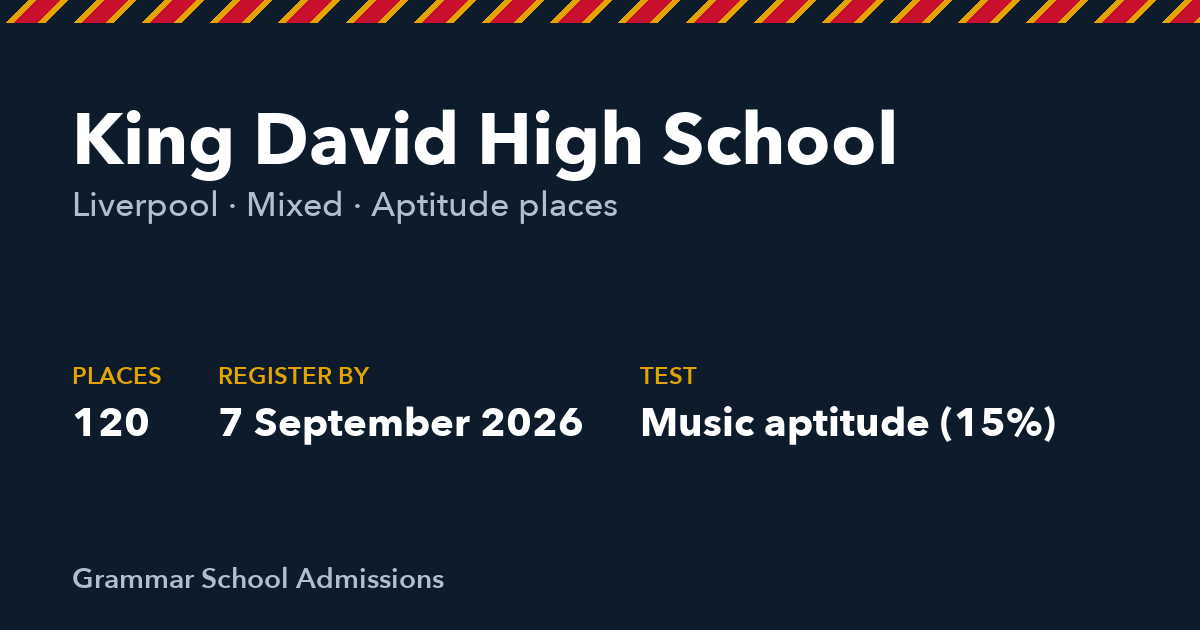 King David High School
Liverpool · Mixed · Aptitude places
PLACES
120
REGISTER BY
7 September 2026
TEST
Music aptitude (15%)
Grammar School Admissions